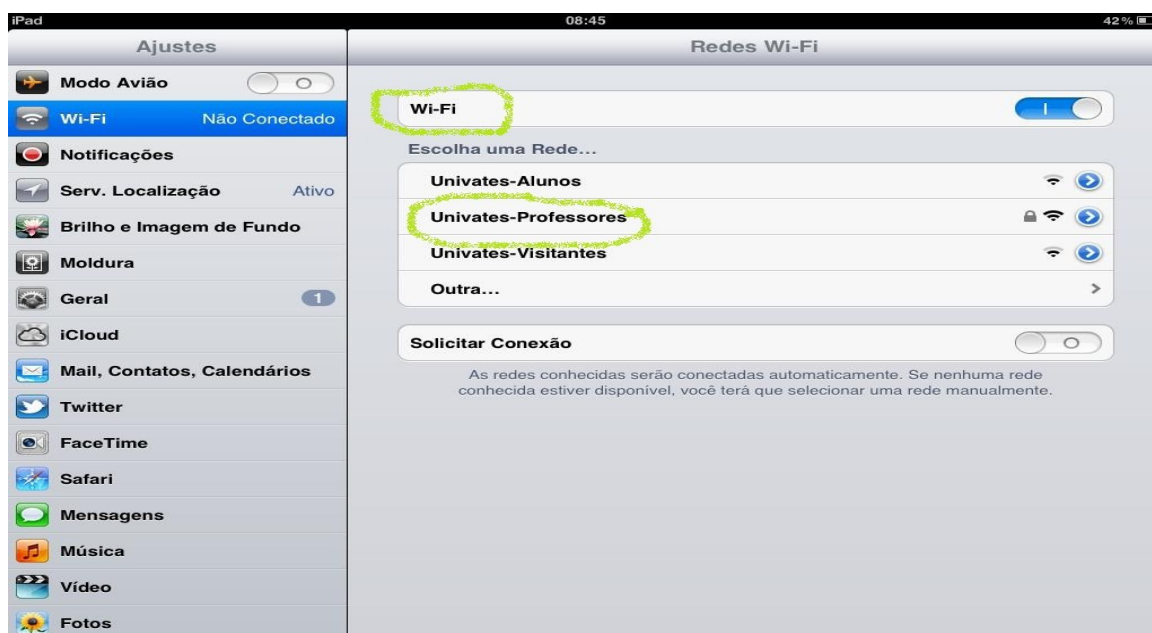 iPad
08:45
42%
Ajustes
Redes Wi-Fi
Modo Avião
Wi-Fi
Não Conectado
Notificações
Serv. Localização
Ativo
Brilho e Imagem de Fundo
Moldura
Geral
1
iCloud
Mail, Contatos, Calendários
Twitter
FaceTime
Safari
Mensagens
Música
Vídeo
Fotos
Wi-Fi
Escolha uma Rede...
Univates-Alunos
Univates-Professores
Univates-Visitantes
Outra...
Solicitar Conexão
As redes conhecidas serão conectadas automaticamente. Se nenhuma rede
conhecida estiver disponível, você terá que selecionar uma rede manualmente.